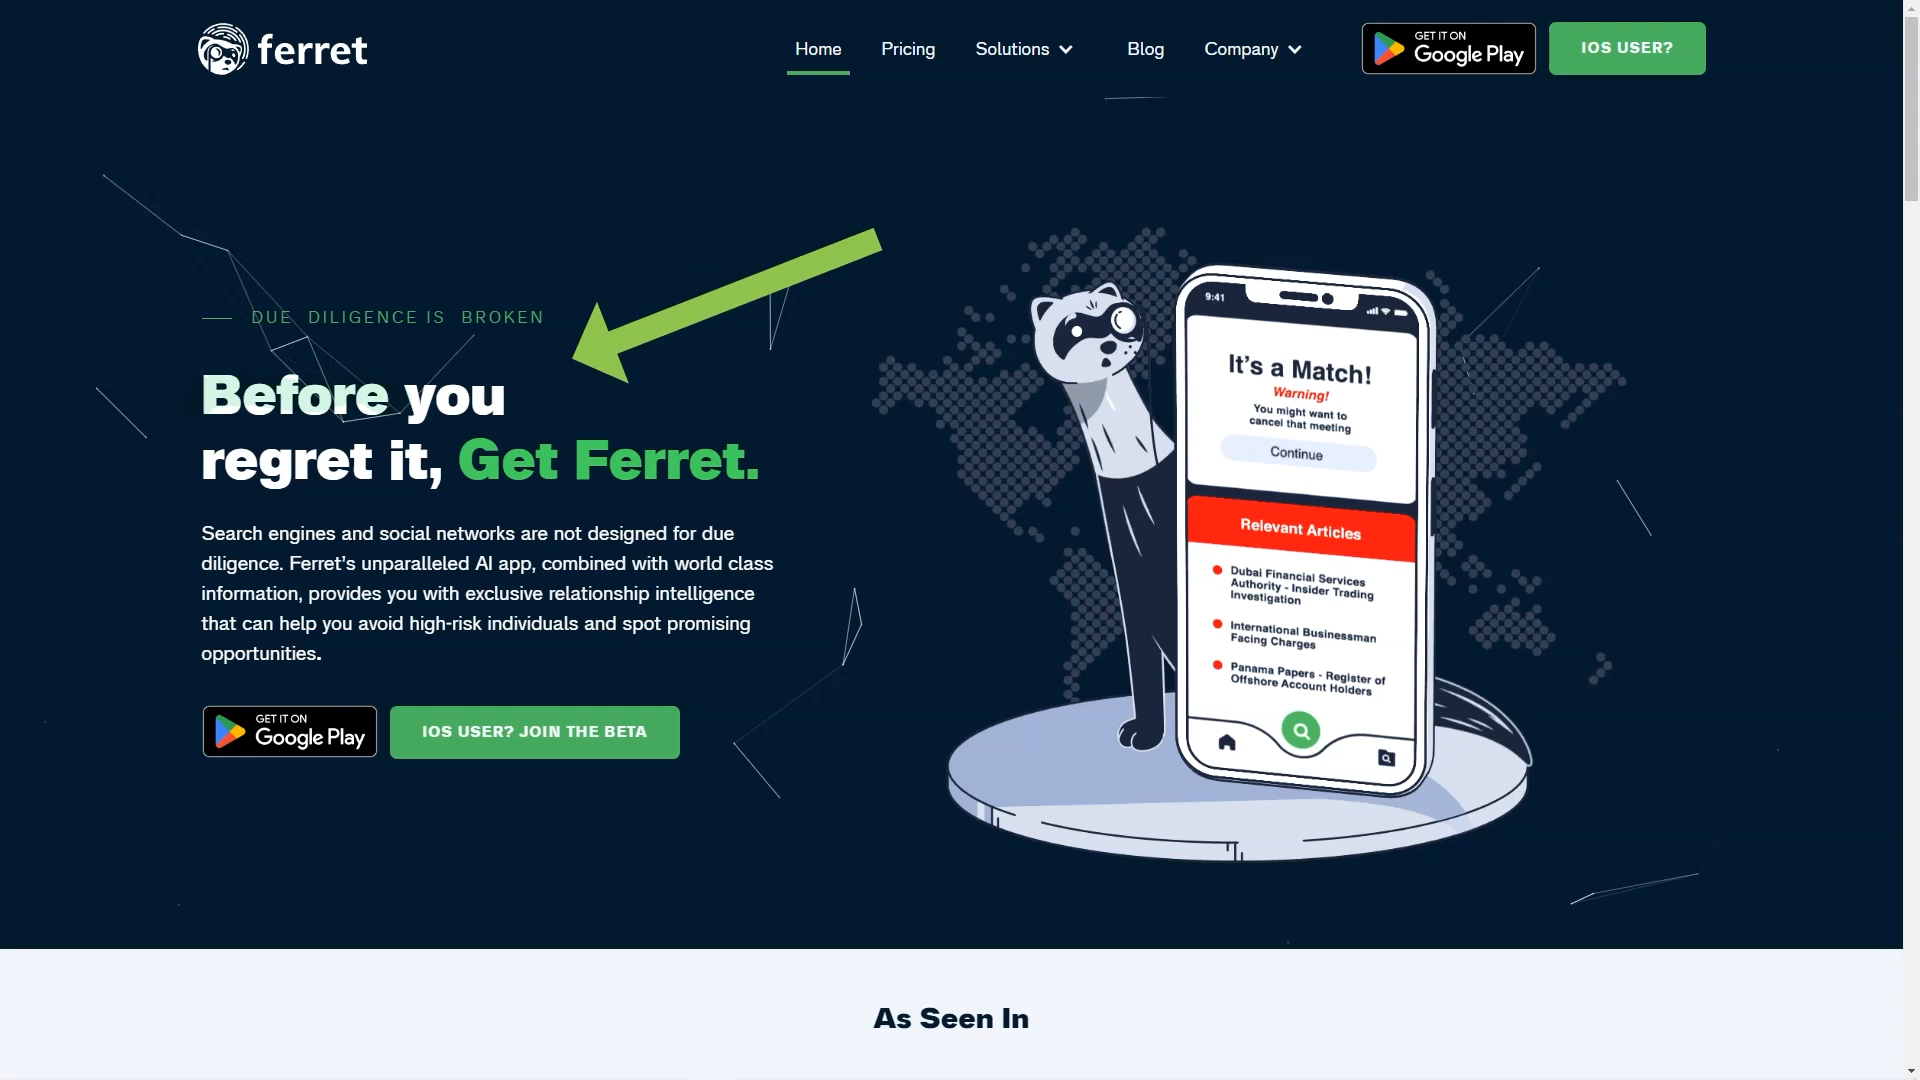 ferret
Home
Pricing
Solutions
Blog
Company
GET IT ON
Google Play
IOS USER?
DUE DILIGENCE IS BROKEN
Before you
regret it, Get Ferret.
Search engines and social networks are not designed for due
diligence. Ferret's unparalleled AI app, combined with world class
information, provides you with exclusive relationship intelligence
that can help you avoid high-risk individuals and spot promising
opportunities.
GET IT ON
Google Play
IOS USER? JOIN THE BETA
9:41
It's a Match!
Warning!
You might want to
cancel that meeting
Continue
Relevant Articles
Dubai Financial Services
Authority - Insider Trading
Investigation
International Businessman
Facing Charges
Panama Papers - Register of
Offshore Account Holders
As Seen In